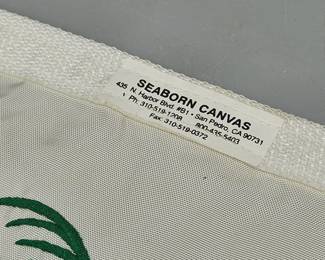 SEABORN CANVAS
435 N. Harbor Blvd. #B1 • San Pedro, CA 90731
Ph: 310-519-1208 800-435-5403
Fax: 310-519-0372